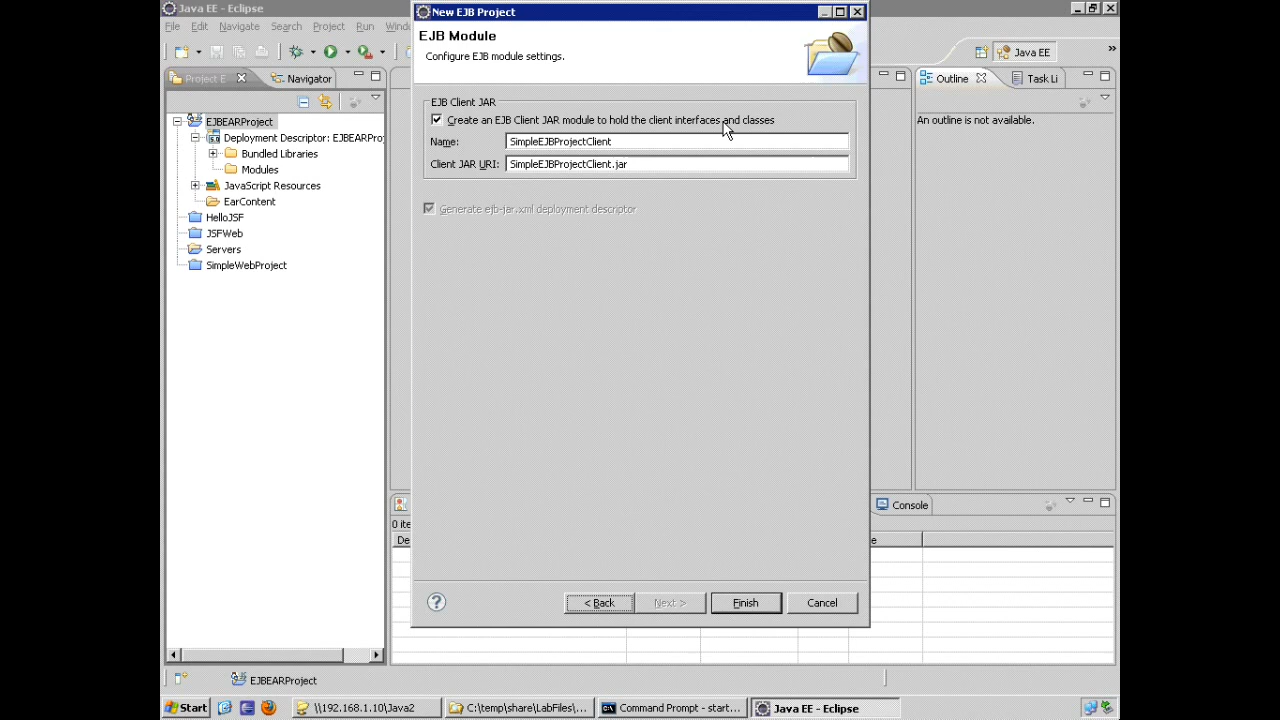 Java EE - Eclipse
File Edit Navigate Search Project Run
New EJB Project
EJB Module
Configure EJB module settings.
Java EE
Project E
Navigator
Outline
Task Li
An outline is not available.
EJBEARProject
Deployment Descriptor: EJBEARPro
Bundled Libraries
Modules
JavaScript Resources
EarContent
HelloJSF
JSFWeb
Servers
SimpleWebProject
EJB Client JAR
Create an EJB Client JAR module to hold the client interfaces and classes
Name: SimpleEJBProjectClient
Client JAR URI: SimpleEJBProjectClient.jar
Generate ejb-jar.xml deployment descriptor
Console
0 ite
De
e
< Back
Next >
Finish
Cancel
EJBEARProject
Start
\\192.168.1.10\Java2
C:\temp\share\LabFiles\...
Command Prompt - start...
Java EE - Eclipse